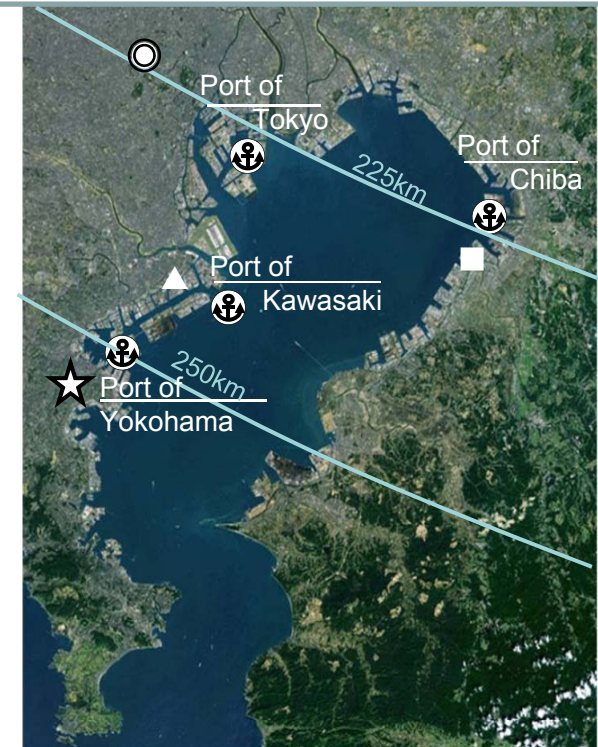 Port of
Tokyo
Port of
Chiba
225km
Port of
Kawasaki
250km
Port of
Yokohama